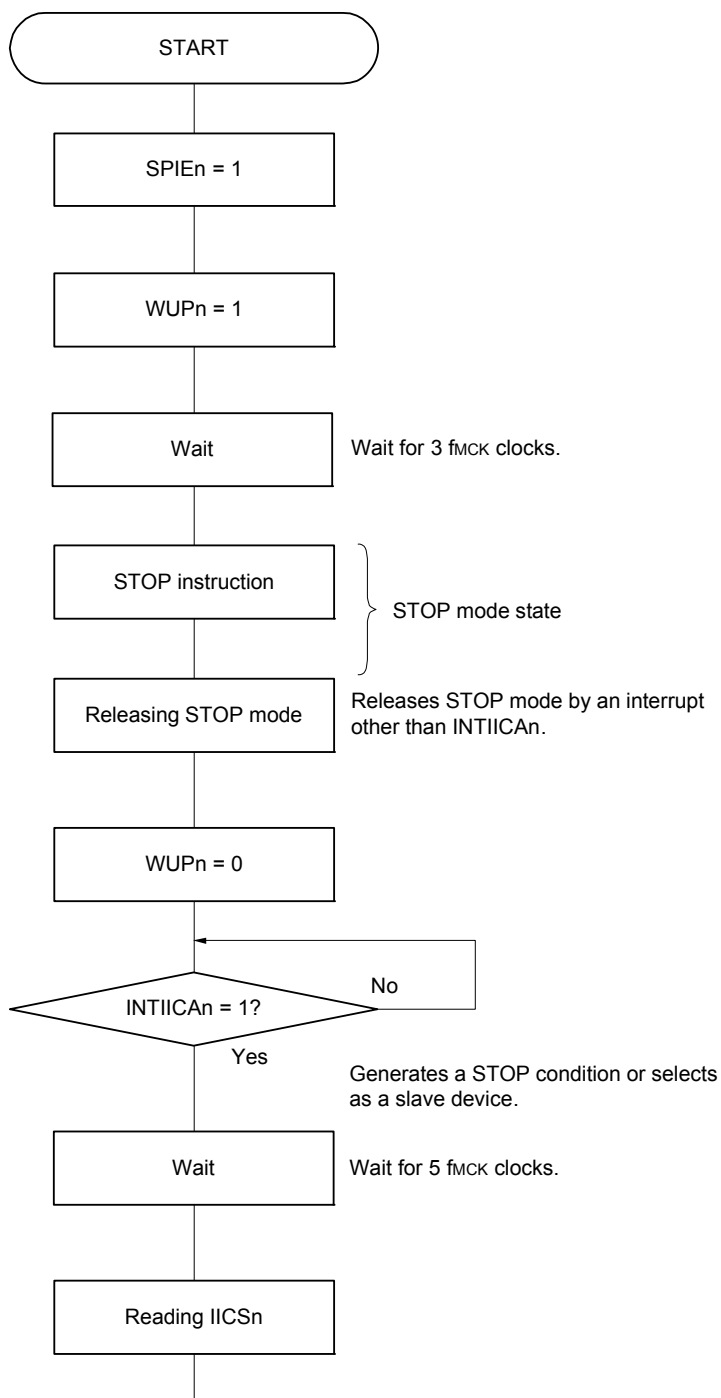 START
SPIEn = 1
WUPn = 1
Wait
Wait for 3 fMCK clocks.
STOP instruction
STOP mode state
Releasing STOP mode
Releases STOP mode by an interrupt
other than INTIICAn.
WUPn = 0
No
INTIICAn = 1?
Yes
Generates a STOP condition or selects
as a slave device.
Wait
Wait for 5 fMCK clocks.
Reading IICSn